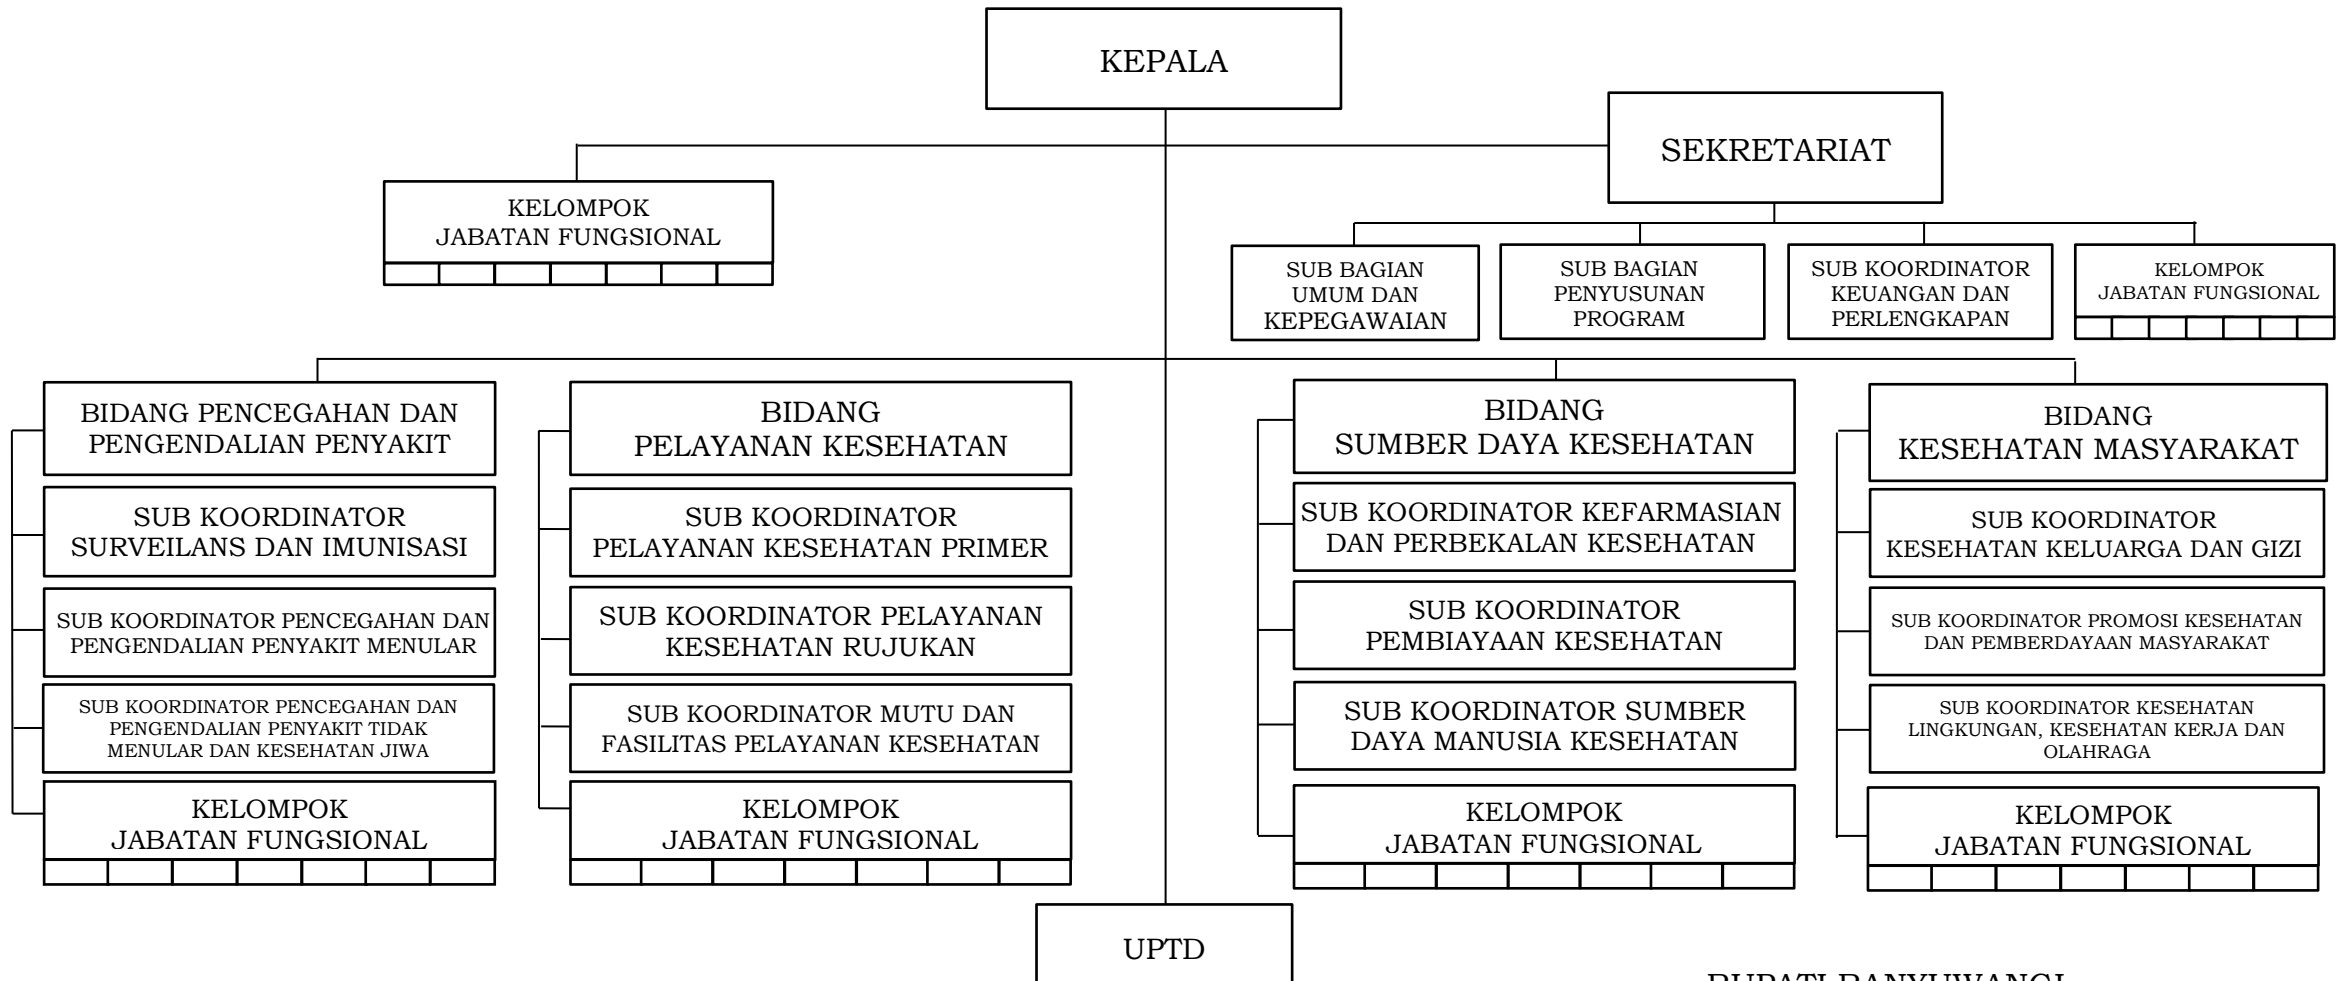 KEPALA
SEKRETARIAT
KELOMPOK
JABATAN FUNGSIONAL
SUB BAGIAN
UMUM DAN
KEPEGAWAIAN
SUB BAGIAN
PENYUSUNAN
PROGRAM
SUB KOORDINATOR
KEUANGAN DAN
PERLENGKAPAN
KELOMPOK
JABATAN FUNGSIONAL
BIDANG PENCEGAHAN DAN
PENGENDALIAN PENYAKIT
SUB KOORDINATOR
SURVEILANS DAN IMUNISASI
SUB KOORDINATOR PENCEGAHAN DAN
PENGENDALIAN PENYAKIT MENULAR
SUB KOORDINATOR PENCEGAHAN DAN
PENGENDALIAN PENYAKIT TIDAK
MENULAR DAN KESEHATAN JIWA
KELOMPOK
JABATAN FUNGSIONAL
BIDANG
PELAYANAN KESEHATAN
SUB KOORDINATOR
PELAYANAN KESEHATAN PRIMER
SUB KOORDINATOR PELAYANAN
KESEHATAN RUJUKAN
SUB KOORDINATOR MUTU DAN
FASILITAS PELAYANAN KESEHATAN
KELOMPOK
JABATAN FUNGSIONAL
BIDANG
SUMBER DAYA KESEHATAN
SUB KOORDINATOR KEFARMASIAN
DAN PERBEKALAN KESEHATAN
SUB KOORDINATOR
PEMBIAYAAN KESEHATAN
SUB KOORDINATOR SUMBER
DAYA MANUSIA KESEHATAN
KELOMPOK
JABATAN FUNGSIONAL
BIDANG
KESEHATAN MASYARAKAT
SUB KOORDINATOR
KESEHATAN KELUARGA DAN GIZI
SUB KOORDINATOR PROMOSI KESEHATAN
DAN PEMBERDAYAAN MASYARAKAT
SUB KOORDINATOR KESEHATAN
LINGKUNGAN, KESEHATAN KERJA DAN
OLAHRAGA
KELOMPOK
JABATAN FUNGSIONAL
UPTD
BUPATI BANYUWANGI